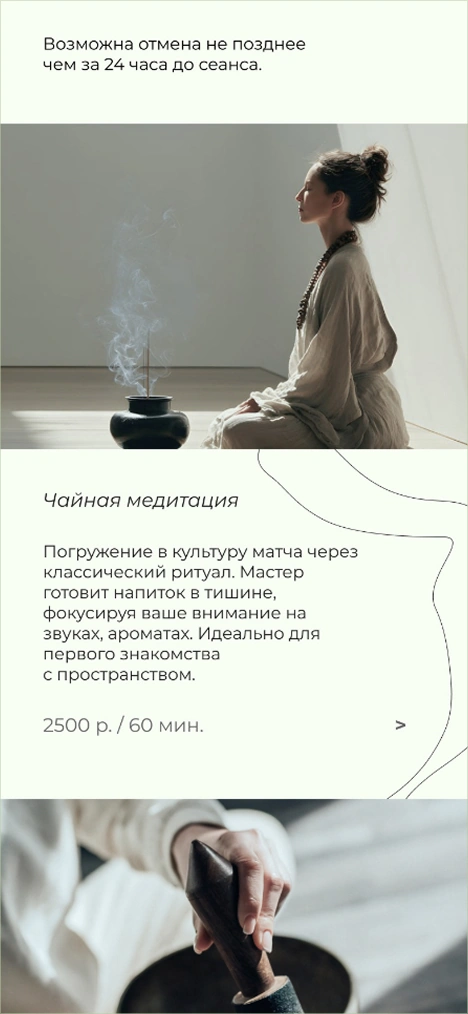 Возможна отмена не позднее
чем за 24 часа до сеанса.
Чайная медитация
Погружение в культуру матча через
классический ритуал. Мастер
готовит напиток в тишине,
фокусируя ваше внимание на
звуках, ароматах. Идеально для
первого знакомства
с пространством.
2500 р. / 60 мин.
>